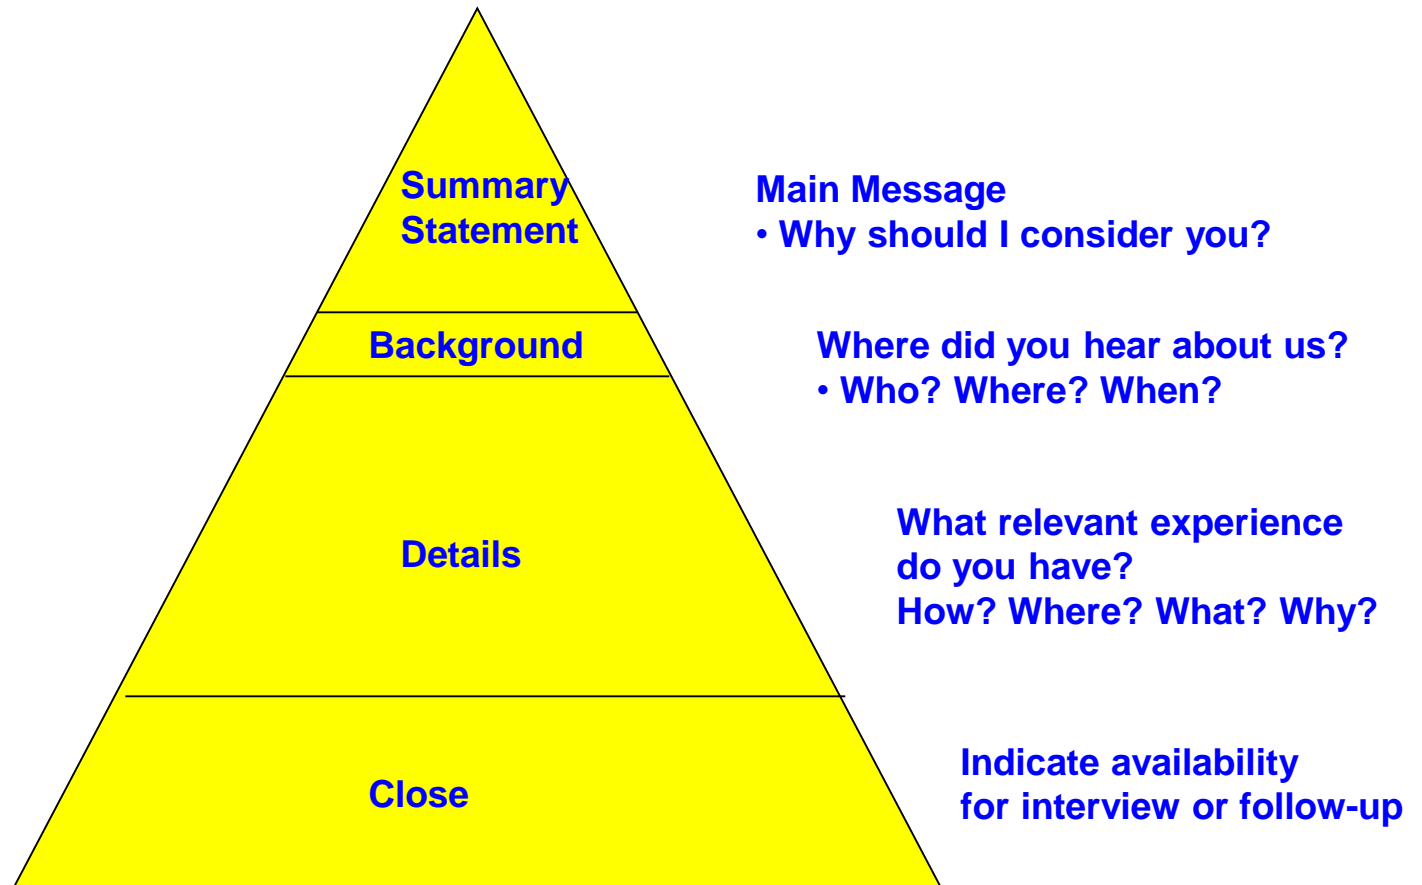 Summary
Statement
Main Message
• Why should I consider you?
Background
Where did you hear about us?
• Who? Where? When?
Details
What relevant experience
do you have?
How? Where? What? Why?
Close
Indicate availability
for interview or follow-up